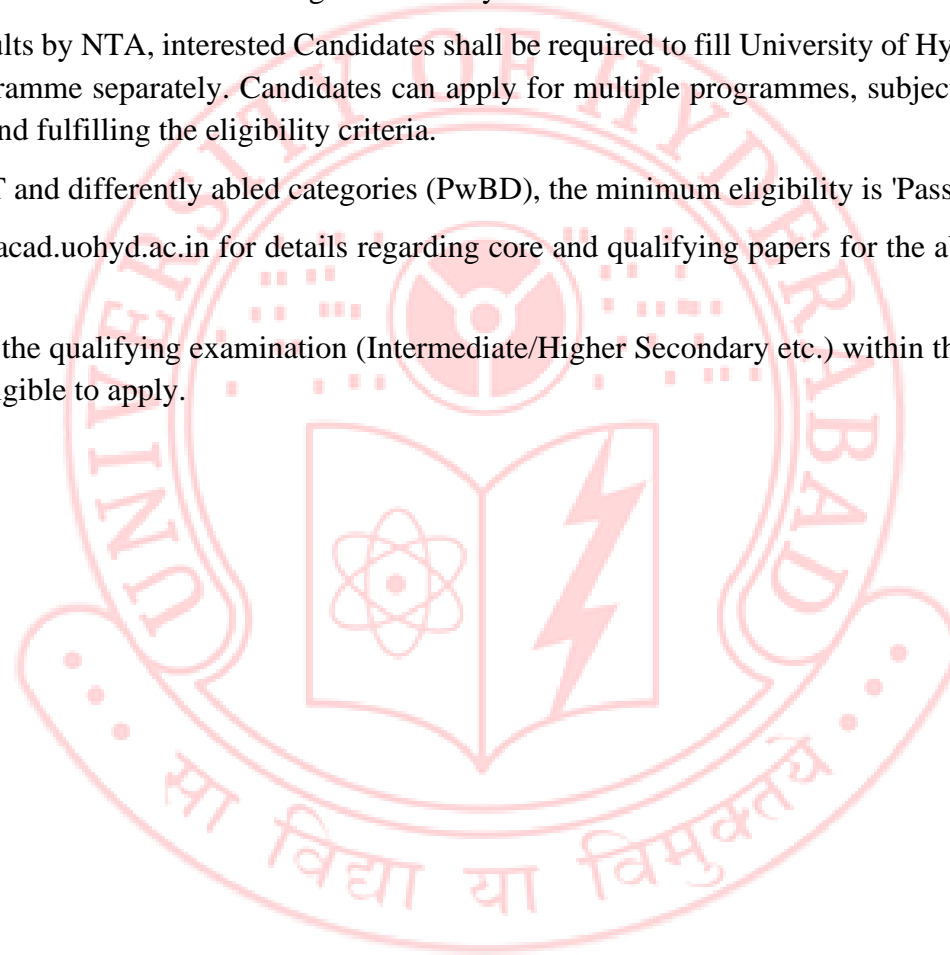 ults by NTA, interested Candidates shall be required to fill University of Hy
ramme separately. Candidates can apply for multiple programmes, subjec
nd fulfilling the eligibility criteria.
T and differently abled categories (PwBD), the minimum eligibility is 'Pass
acad.uohyd.ac.in for details regarding core and qualifying papers for the a
the qualifying examination (Intermediate/Higher Secondary etc.) within th
gible to apply.
UNIVERSITY OF HYDERABAD
सा विद्या या विमुक्तये